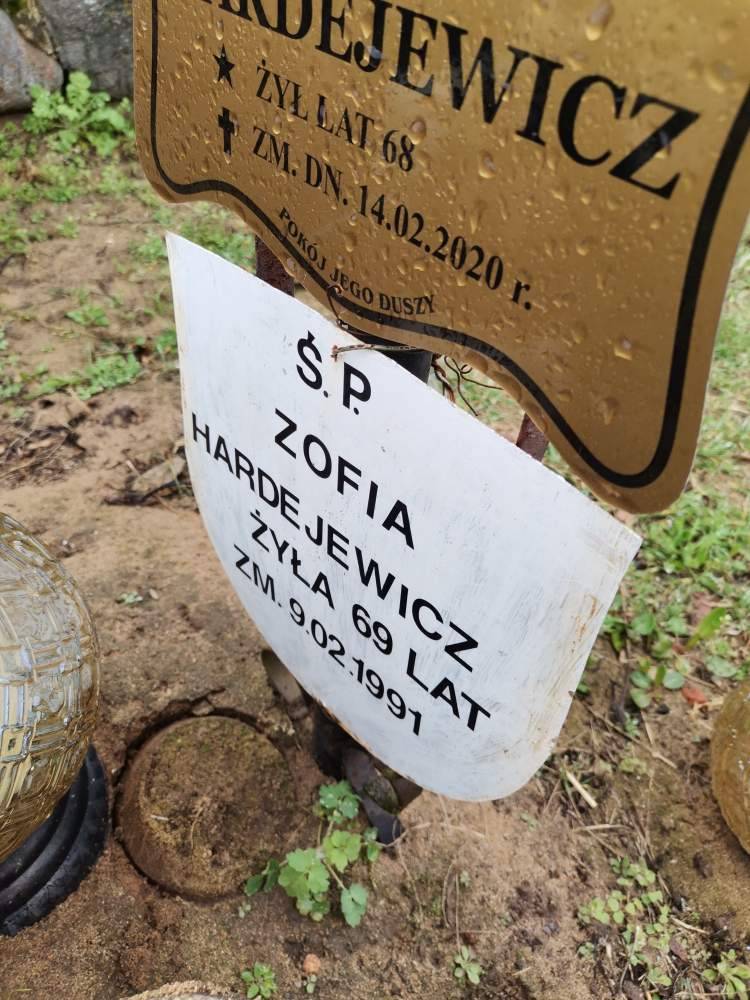 HARDEJEWICZ
ŻYŁ LAT 68
ZM. DN. 14.02.2020 r.
POKÓJ JEGO DUSZY
Ś.P.
ZOFIA
HARDEJEWICZ
ŻYŁA 69 LAT
ZM. 9.02.1991